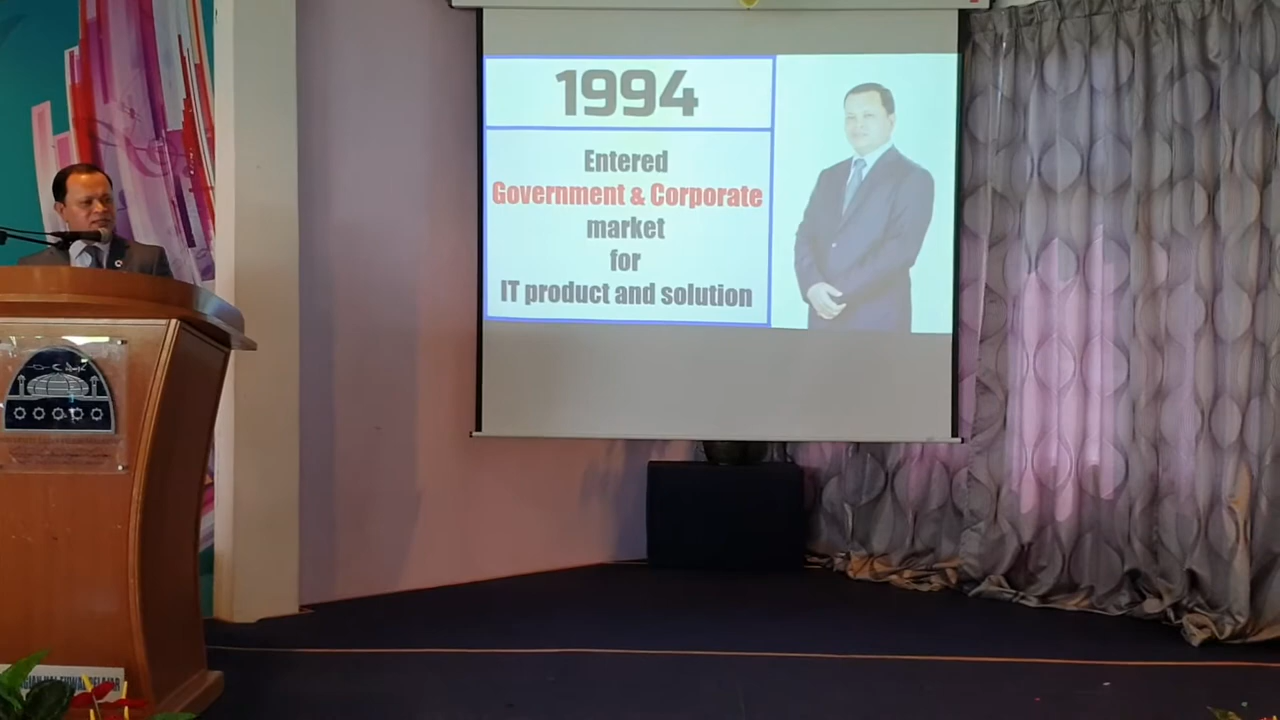 1994
Entered
Government & Corporate
market
for
IT product and solution